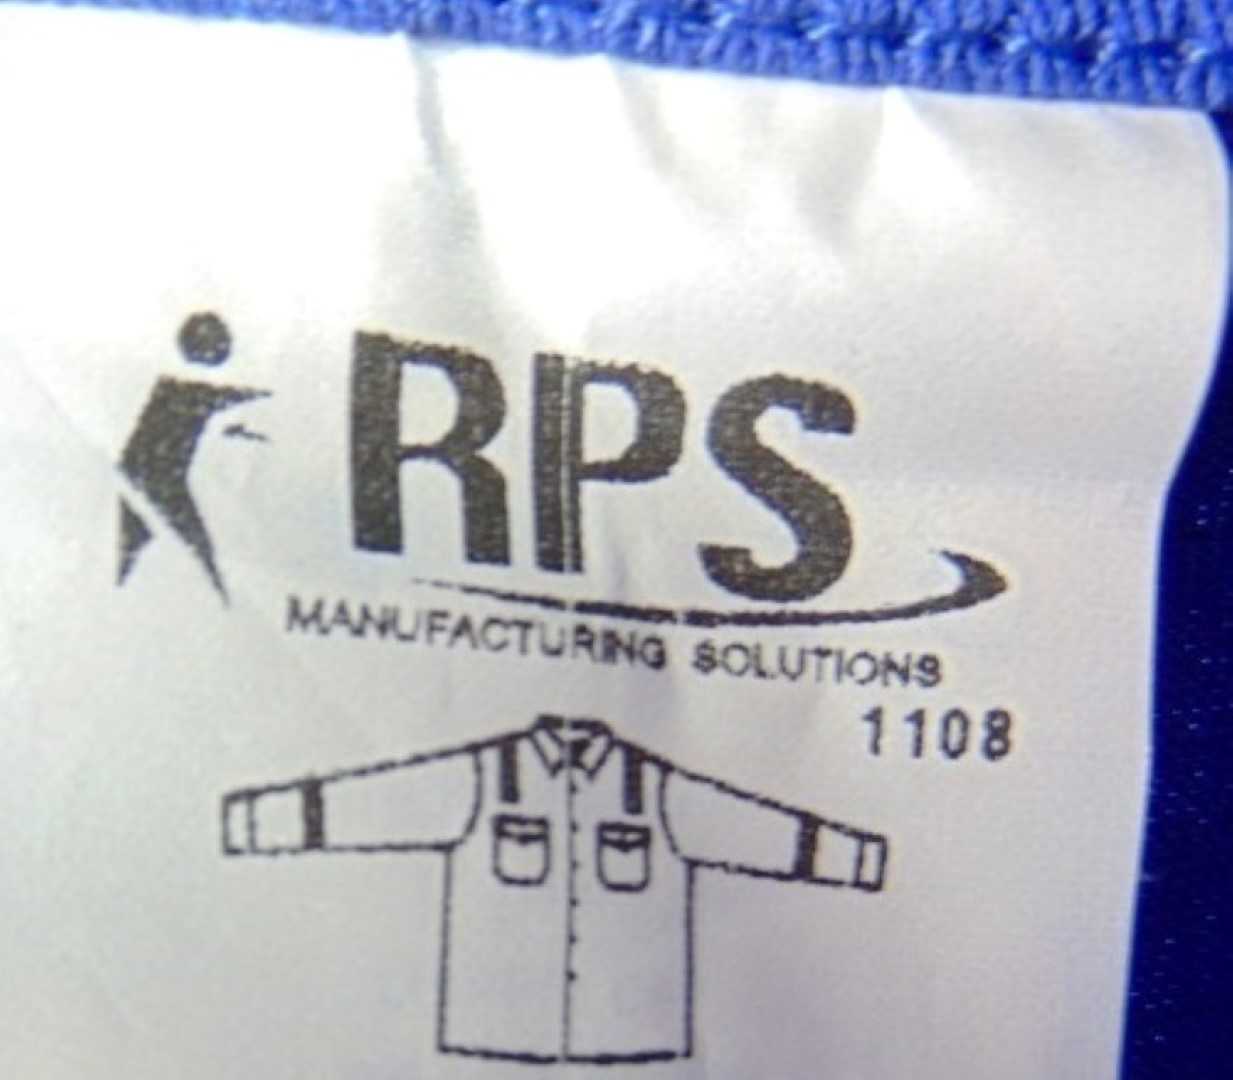 RPS
MANUFACTURING SOLUTIONS
1108